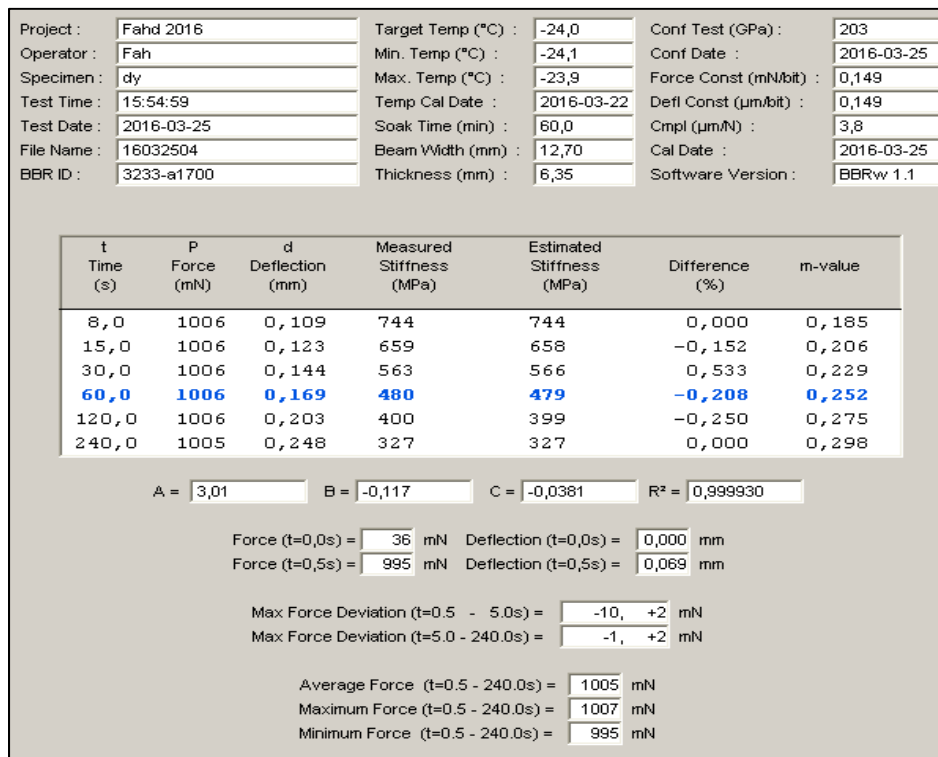 Project : Fahd 2016 Target Temp (°C) : -24,0 Conf Test (GPa) : 203
Operator : Fah Min. Temp (°C) : -24,1 Conf Date : 2016-03-25
Specimen : dy Max. Temp (°C) : -23,9 Force Const (mN/bit) : 0,149
Test Time : 15:54:59 Temp Cal Date : 2016-03-22 Defl Const (µm/bit) : 0,149
Test Date : 2016-03-25 Soak Time (min) : 60,0 Cmpl (µm/N) : 3,8
File Name : 16032504 Beam Width (mm) : 12,70 Cal Date : 2016-03-25
BBR ID : 3233-a1700 Thickness (mm) : 6,35 Software Version : BBRw 1.1
t P d Measured Estimated
Time Force Deflection Stiffness Stiffness Difference m-value
(s) (mN) (mm) (MPa) (MPa) (%)
8,0 1006 0,109 744 744 0,000 0,185
15,0 1006 0,123 659 658 -0,152 0,206
30,0 1006 0,144 563 566 0,533 0,229
60,0 1006 0,169 480 479 -0,208 0,252
120,0 1006 0,203 400 399 -0,250 0,275
240,0 1005 0,248 327 327 0,000 0,298
A = 3,01 B = -0,117 C = -0,0381 R² = 0,999930
Force (t=0,0s) = 36 mN Deflection (t=0,0s) = 0,000 mm
Force (t=0,5s) = 995 mN Deflection (t=0,5s) = 0,069 mm
Max Force Deviation (t=0.5 - 5.0s) = -10, +2 mN
Max Force Deviation (t=5.0 - 240.0s) = -1, +2 mN
Average Force (t=0.5 - 240.0s) = 1005 mN
Maximum Force (t=0.5 - 240.0s) = 1007 mN
Minimum Force (t=0.5 - 240.0s) = 995 mN